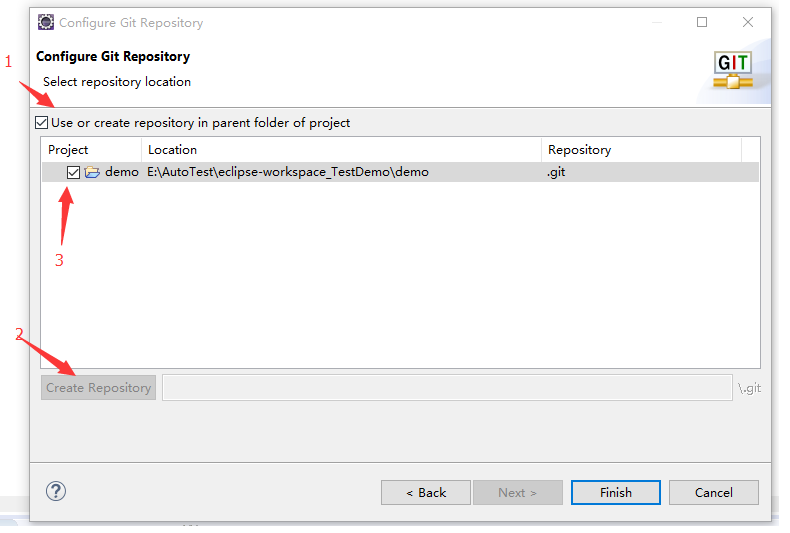 Configure Git Repository
Configure Git Repository
GIT
1
Select repository location
Use or create repository in parent folder of project
Project Location Repository
demo E:\AutoTest\eclipse-workspace_TestDemo\demo .git
3
2
Create Repository \.git
? < Back Next > Finish Cancel